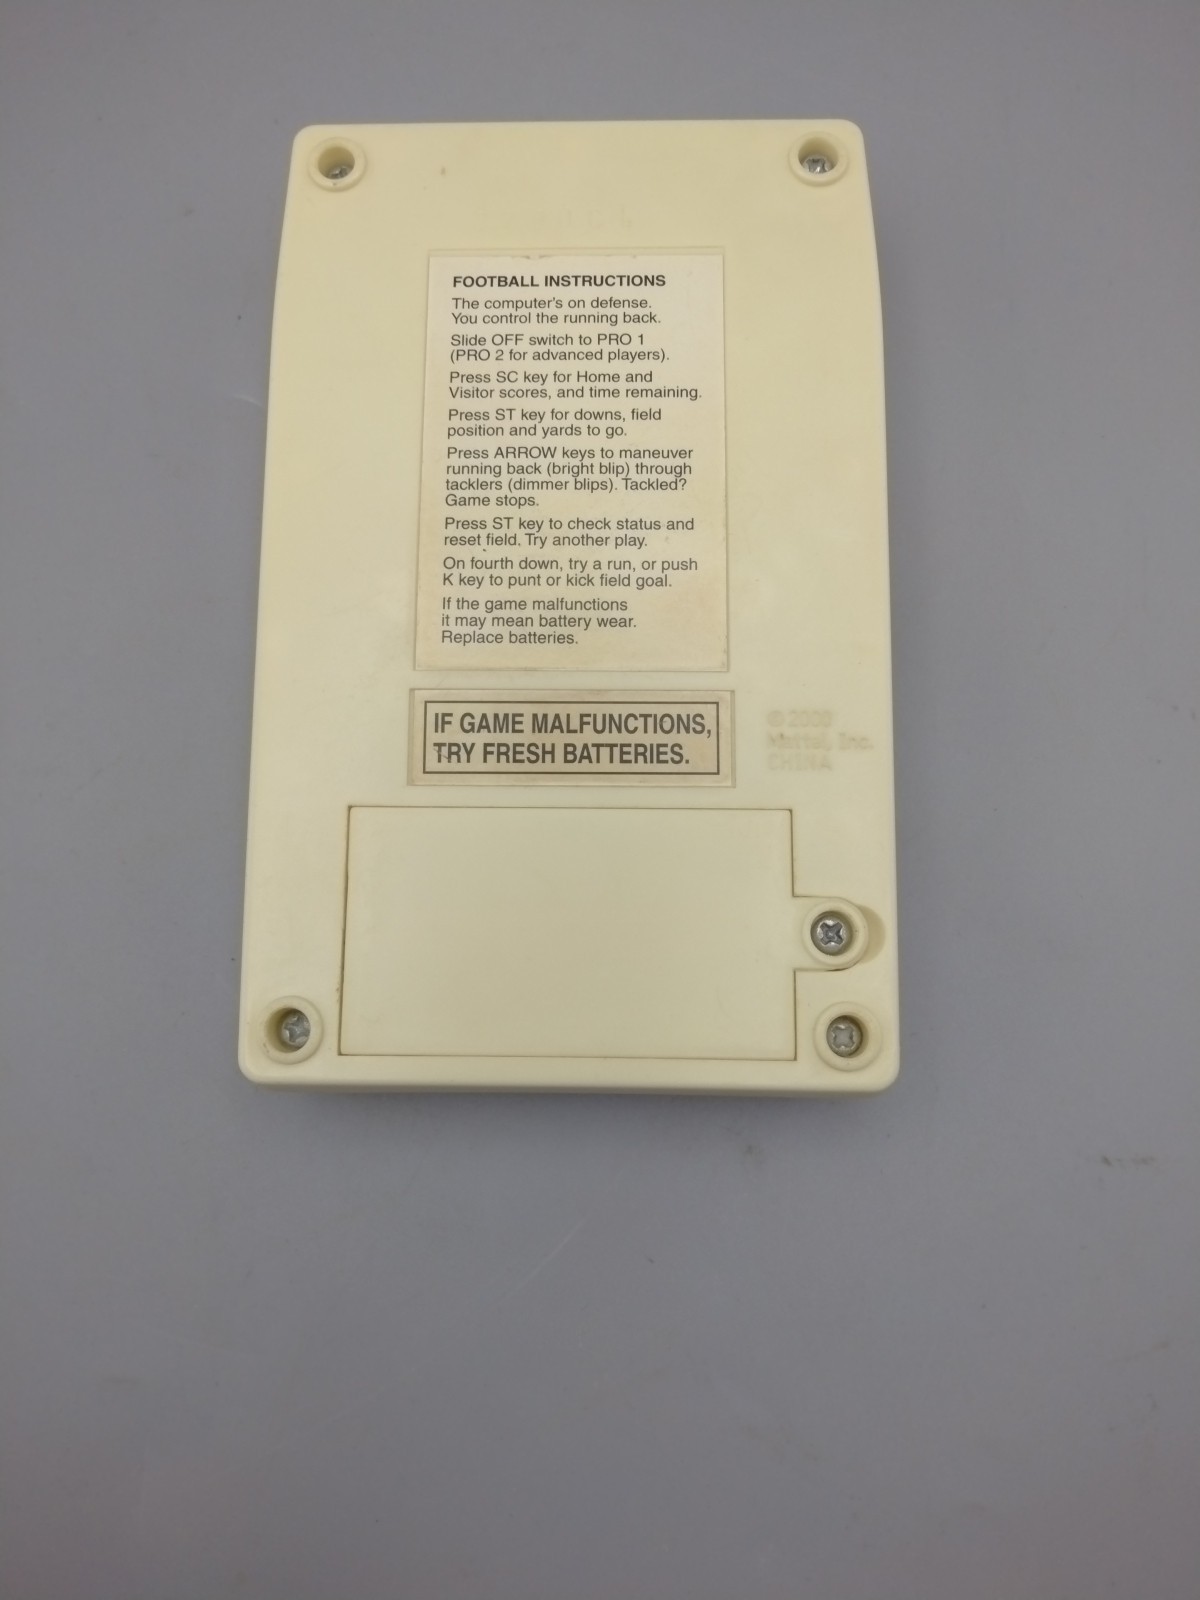 FOOTBALL INSTRUCTIONS
The computer's on defense.
You control the running back.
Slide OFF switch to PRO 1
(PRO 2 for advanced players).
Press SC key for Home and
Visitor scores, and time remaining.
Press ST key for downs, field
position and yards to go.
Press ARROW keys to maneuver
running back (bright blip) through
tacklers (dimmer blips). Tackled?
Game stops.
Press ST key to check status and
reset field. Try another play.
On fourth down, try a run, or push
K key to punt or kick field goal.
If the game malfunctions
it may mean battery wear.
Replace batteries.
IF GAME MALFUNCTIONS,
TRY FRESH BATTERIES.
© 2000
Mattel, Inc.
CHINA